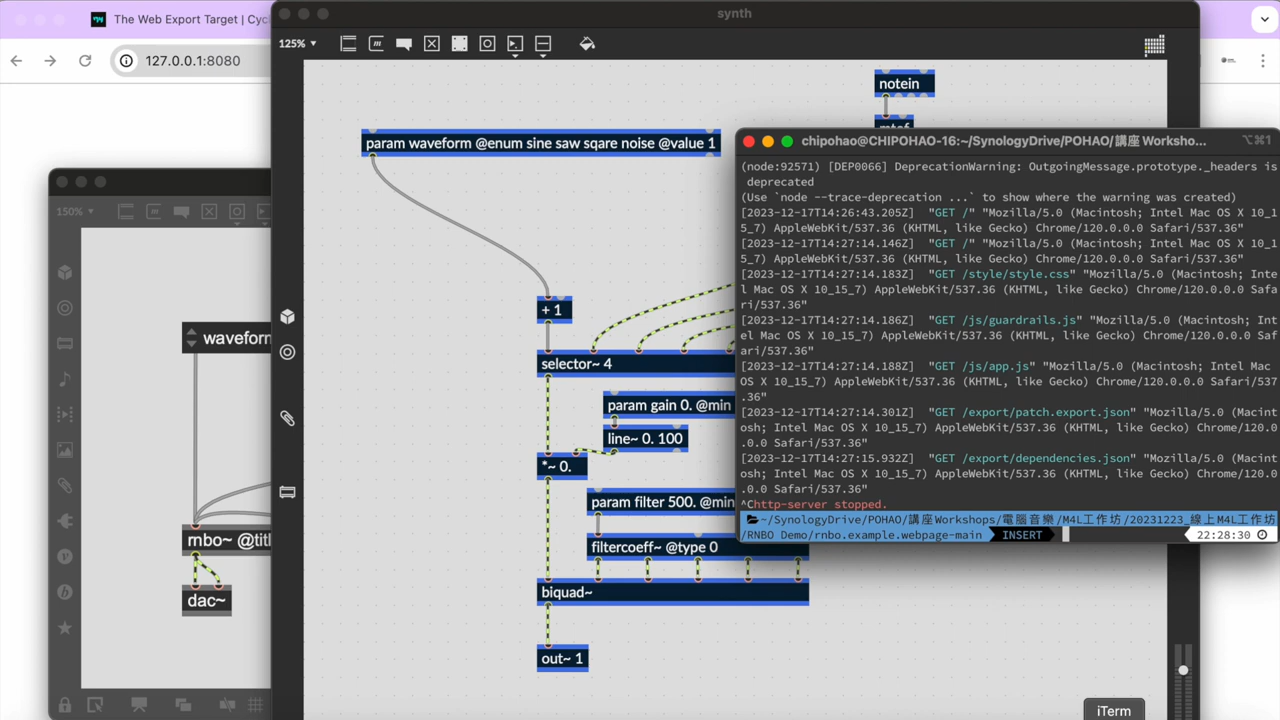 The Web Export Target | Cyc
synth
127.0.0.1:8080
125%
notein
param waveform @enum sine saw sqare noise @value 1
chipohao@CHIPOHAO-16:~/SynologyDrive/POHAO/講座Worksho...
⌥⌘1
(node:92571) [DEP0066] DeprecationWarning: OutgoingMessage.prototype._headers is
deprecated
(Use `node --trace-deprecation ...` to show where the warning was created)
[2023-12-17T14:26:43.205Z]  "GET /" "Mozilla/5.0 (Macintosh; Intel Mac OS X 10_1
5_7) AppleWebKit/537.36 (KHTML, like Gecko) Chrome/120.0.0.0 Safari/537.36"
[2023-12-17T14:27:14.146Z]  "GET /" "Mozilla/5.0 (Macintosh; Intel Mac OS X 10_1
5_7) AppleWebKit/537.36 (KHTML, like Gecko) Chrome/120.0.0.0 Safari/537.36"
[2023-12-17T14:27:14.183Z]  "GET /style/style.css" "Mozilla/5.0 (Macintosh; Inte
l Mac OS X 10_15_7) AppleWebKit/537.36 (KHTML, like Gecko) Chrome/120.0.0.0 Safa
ri/537.36"
[2023-12-17T14:27:14.186Z]  "GET /js/guardrails.js" "Mozilla/5.0 (Macintosh; Int
el Mac OS X 10_15_7) AppleWebKit/537.36 (KHTML, like Gecko) Chrome/120.0.0.0 Saf
ari/537.36"
[2023-12-17T14:27:14.188Z]  "GET /js/app.js" "Mozilla/5.0 (Macintosh; Intel Mac
OS X 10_15_7) AppleWebKit/537.36 (KHTML, like Gecko) Chrome/120.0.0.0 Safari/537
.36"
[2023-12-17T14:27:14.301Z]  "GET /export/patch.export.json" "Mozilla/5.0 (Macint
osh; Intel Mac OS X 10_15_7) AppleWebKit/537.36 (KHTML, like Gecko) Chrome/120.0
.0.0 Safari/537.36"
[2023-12-17T14:27:15.932Z]  "GET /export/dependencies.json" "Mozilla/5.0 (Macint
osh; Intel Mac OS X 10_15_7) AppleWebKit/537.36 (KHTML, like Gecko) Chrome/120.0
.0.0 Safari/537.36"
^Chttp-server stopped.
~/SynologyDrive/POHAO/講座Workshops/電腦音樂/M4L工作坊/20231223_線上M4L工作坊
/RNBO Demo/rnbo.example.webpage-main
INSERT
22:28:30
150%
+ 1
waveform
selector~ 4
param gain 0. @min
line~ 0. 100
*~ 0.
param filter 500. @min
mbo~ @titl
filtercoeff~ @type 0
biquad~
dac~
out~ 1
iTerm